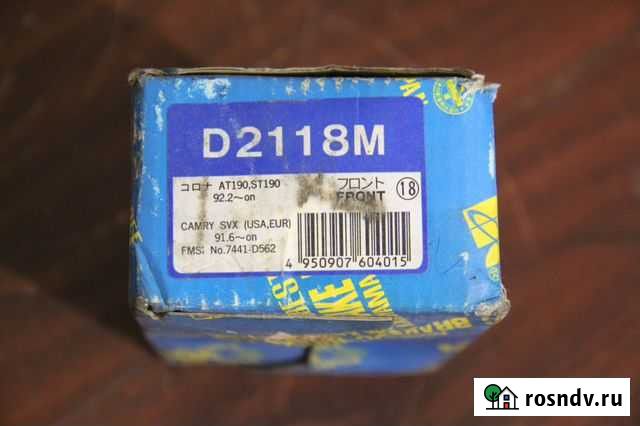 D2118M
コロナ AT190,ST190
92.2~on
フロント
FRONT
⑱
CAMRY SVX (USA,EUR)
91.6~on
FMSI No.7441-D562
4 950907 604015
rosndv.ru